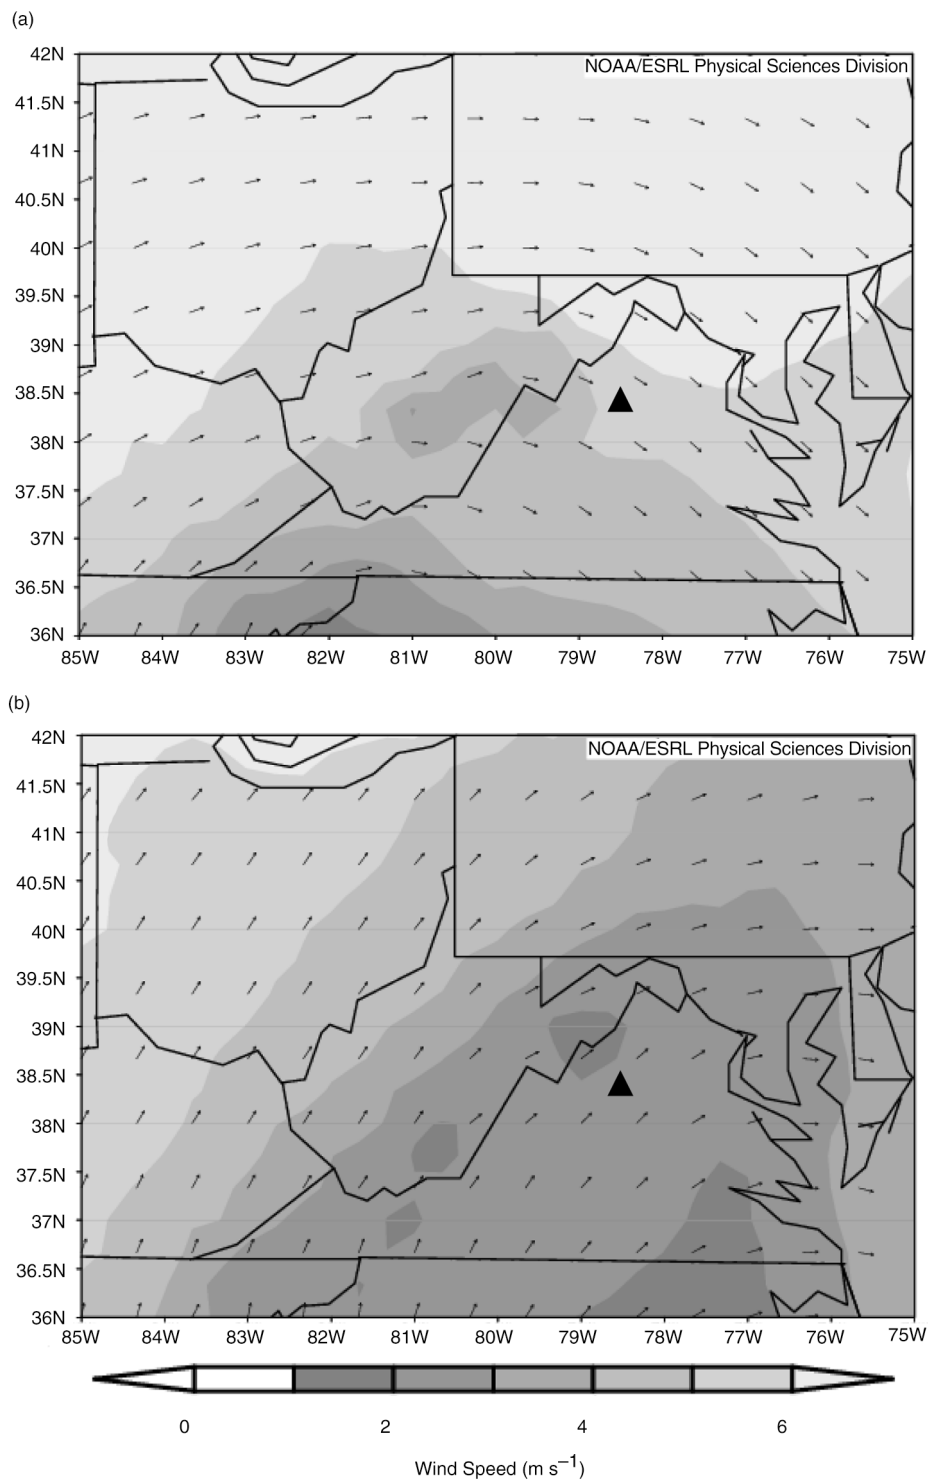 (a)
42N
NOAA/ESRL Physical Sciences Division
41.5N
41N
40.5N
40N
39.5N
39N
38.5N
38N
37.5N
37N
36.5N
36N
85W 84W 83W 82W 81W 80W 79W 78W 77W 76W 75W
(b)
42N
NOAA/ESRL Physical Sciences Division
41.5N
41N
40.5N
40N
39.5N
39N
38.5N
38N
37.5N
37N
36.5N
36N
85W 84W 83W 82W 81W 80W 79W 78W 77W 76W 75W
0 2 4 6
Wind Speed (m s−1)